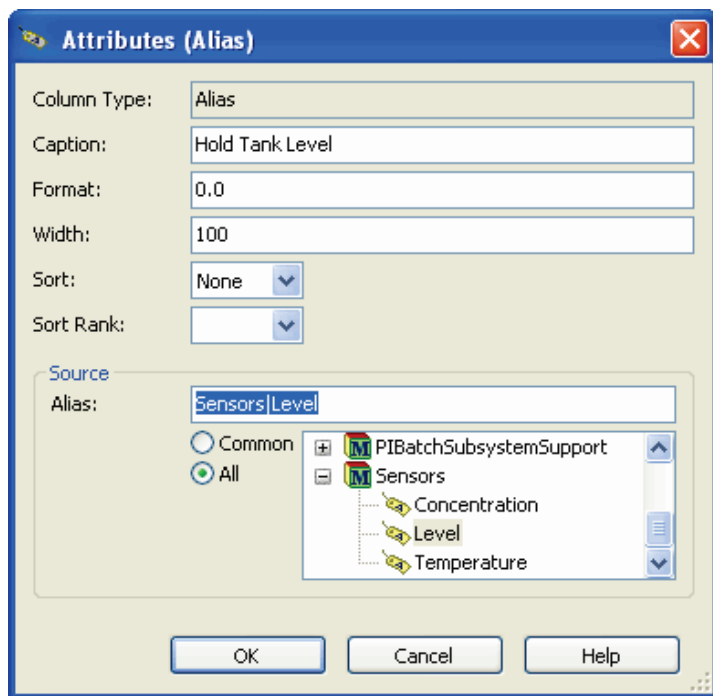 Attributes (Alias)
Column Type: Alias
Caption: Hold Tank Level
Format: 0.0
Width: 100
Sort: None
Sort Rank:
Source
Alias: Sensors|Level
Common
All
PIBatchSubsystemSupport
Sensors
Concentration
Level
Temperature
OK Cancel Help